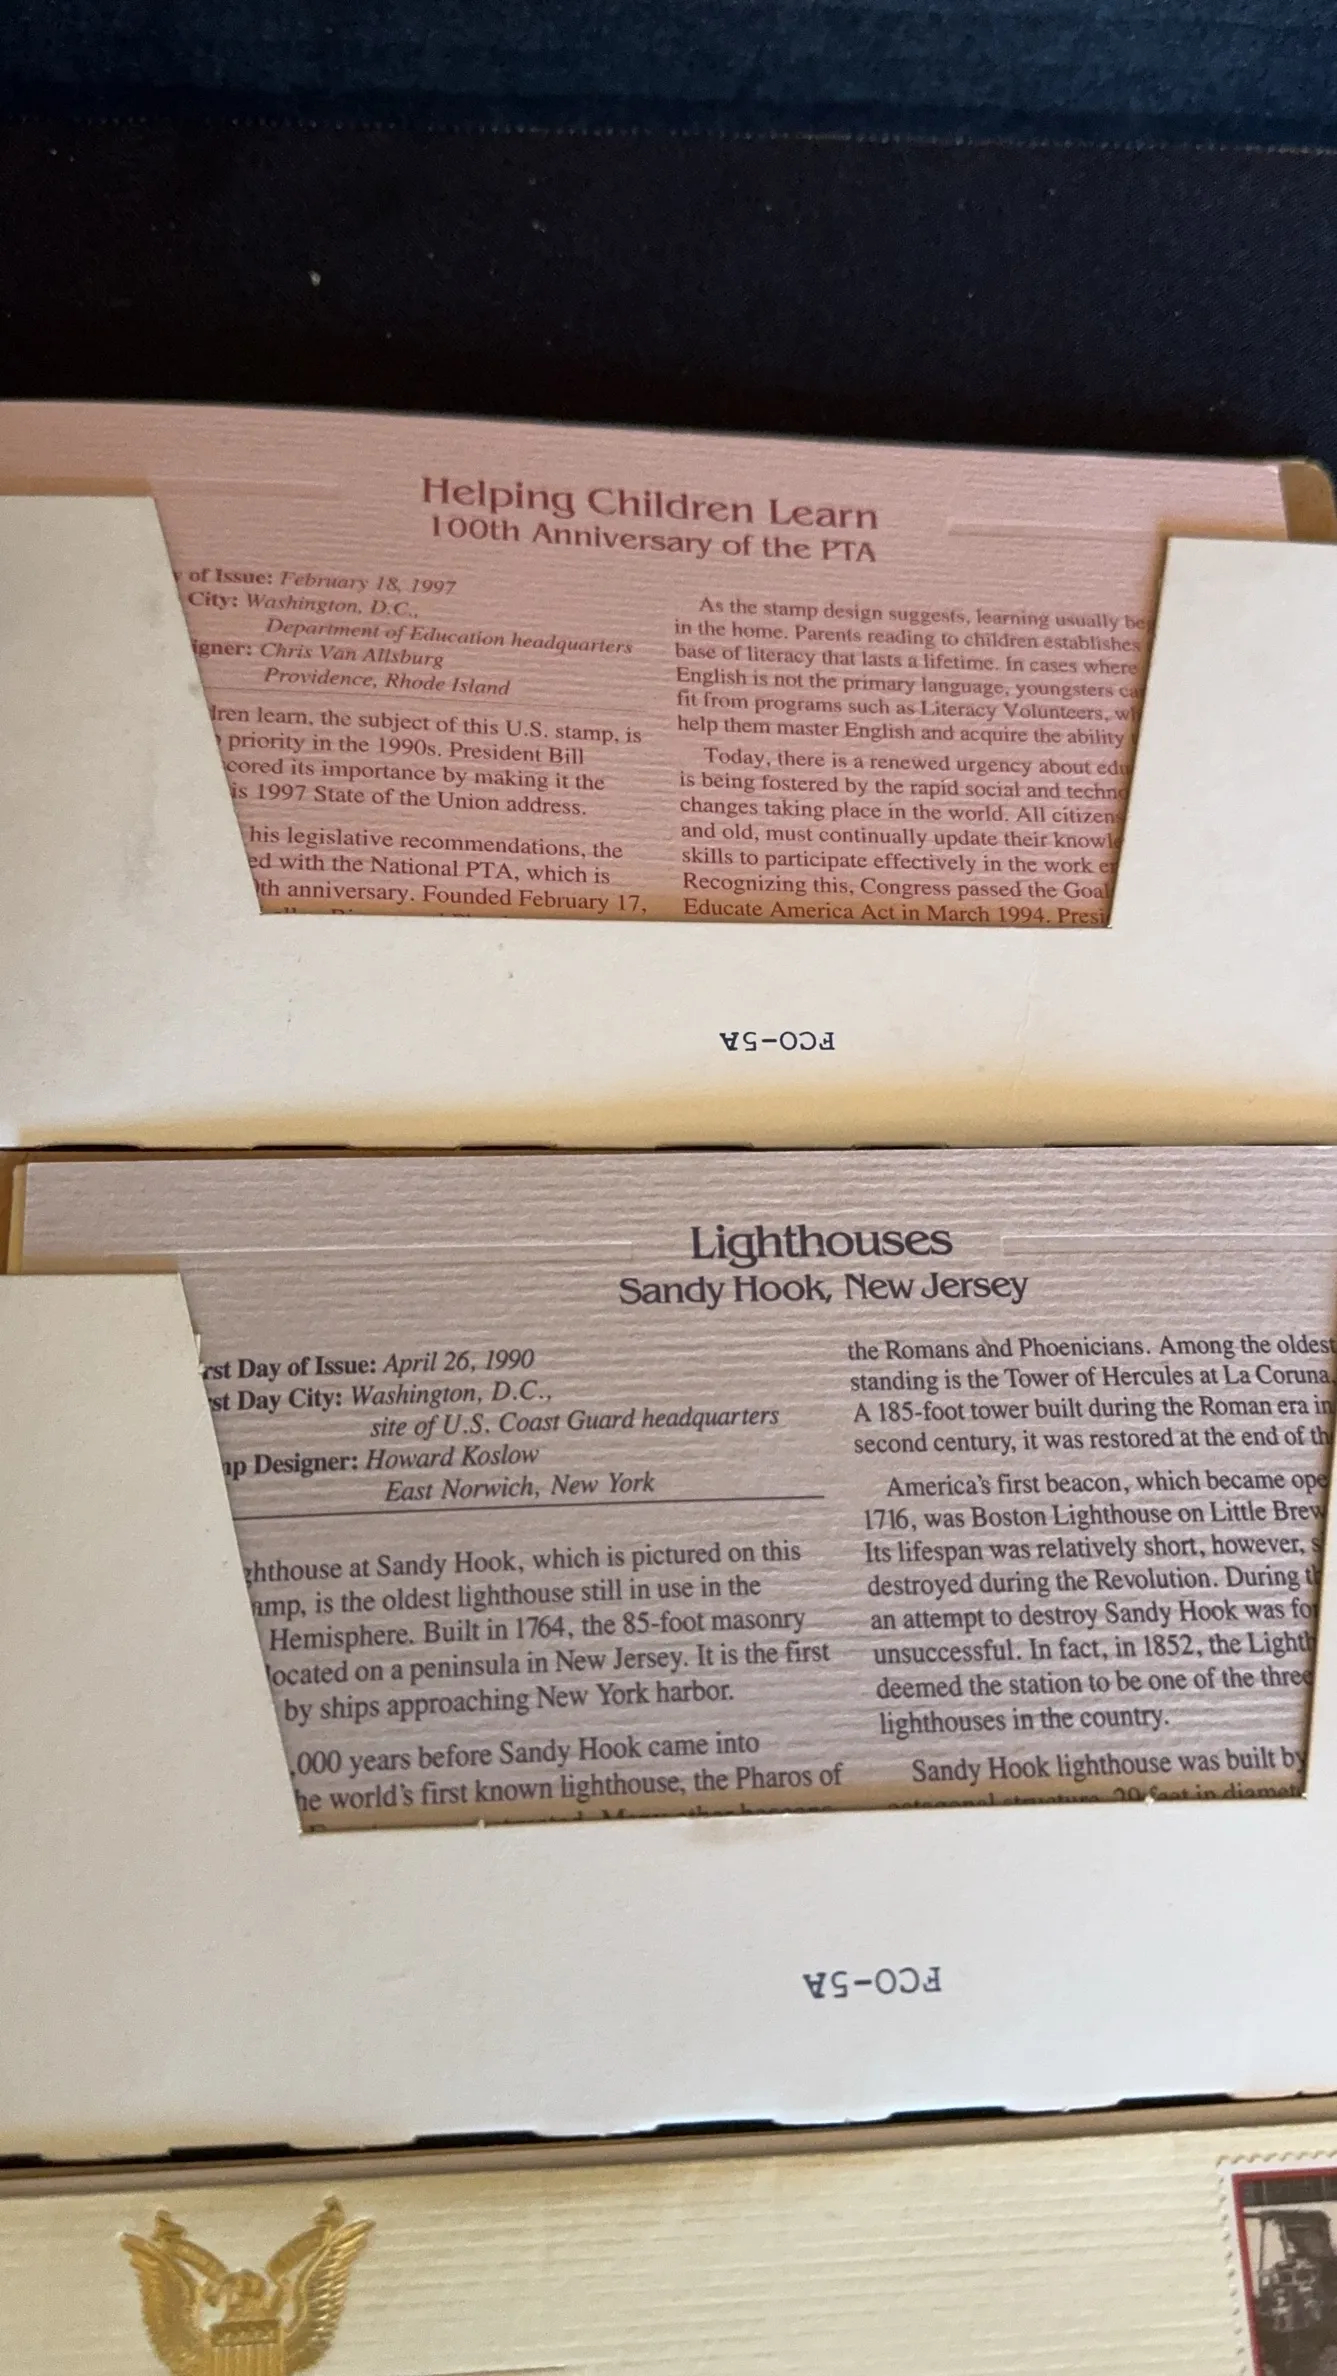 Helping Children Learn
100th Anniversary of the PTA
of Issue: February 18, 1997
City: Washington, D.C.,
Department of Education headquarters
igner: Chris Van Allsburg
Providence, Rhode Island
dren learn, the subject of this U.S. stamp, is
priority in the 1990s. President Bill
scored its importance by making it the
is 1997 State of the Union address.
his legislative recommendations, the
ed with the National PTA, which is
0th anniversary. Founded February 17,
As the stamp design suggests, learning usually beg
in the home. Parents reading to children establishes
base of literacy that lasts a lifetime. In cases where
English is not the primary language, youngsters ca
fit from programs such as Literacy Volunteers, wh
help them master English and acquire the ability
Today, there is a renewed urgency about edu
is being fostered by the rapid social and techno
changes taking place in the world. All citizen
and old, must continually update their knowle
skills to participate effectively in the work e
Recognizing this, Congress passed the Goal
Educate America Act in March 1994. Presi
FCO-5A
Lighthouses
Sandy Hook, New Jersey
rst Day of Issue: April 26, 1990
st Day City: Washington, D.C.,
site of U.S. Coast Guard headquarters
mp Designer: Howard Koslow
East Norwich, New York
ghthouse at Sandy Hook, which is pictured on this
amp, is the oldest lighthouse still in use in the
Hemisphere. Built in 1764, the 85-foot masonry
located on a peninsula in New Jersey. It is the first
by ships approaching New York harbor.
,000 years before Sandy Hook came into
he world's first known lighthouse, the Pharos of
the Romans and Phoenicians. Among the oldest
standing is the Tower of Hercules at La Coruna,
A 185-foot tower built during the Roman era in
second century, it was restored at the end of th
America's first beacon, which became ope
1716, was Boston Lighthouse on Little Brew
Its lifespan was relatively short, however, s
destroyed during the Revolution. During th
an attempt to destroy Sandy Hook was for
unsuccessful. In fact, in 1852, the Lighth
deemed the station to be one of the three
lighthouses in the country.
Sandy Hook lighthouse was built by
octagonal structure, 20 feet in diamet
FCO-5A